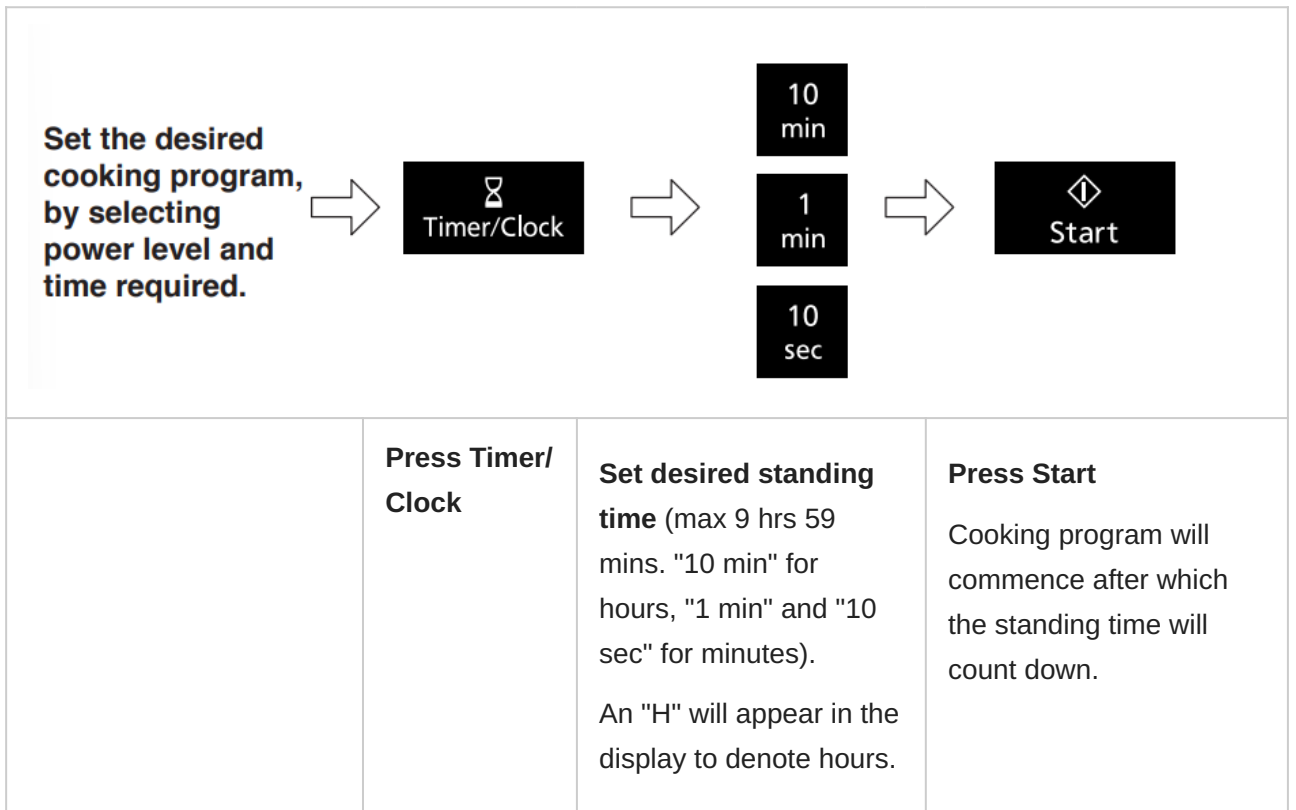 Set the desired
cooking program,
by selecting
power level and
time required.
Timer/Clock
10
min
1
min
10
sec
Start
Press Timer/
Clock
Set desired standing
time (max 9 hrs 59
mins. "10 min" for
hours, "1 min" and "10
sec" for minutes).
An "H" will appear in the
display to denote hours.
Press Start
Cooking program will
commence after which
the standing time will
count down.